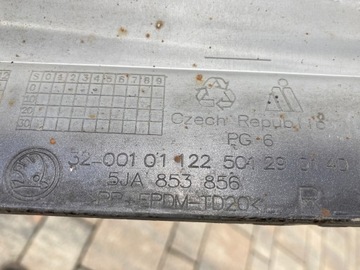 S 0 1 2 3 4 5 6 7 8 9
Czech Republic
PG 6
32-001 01 122 501 29 01 40
5JA 853 856
>PP+EPDM-TD20<
R